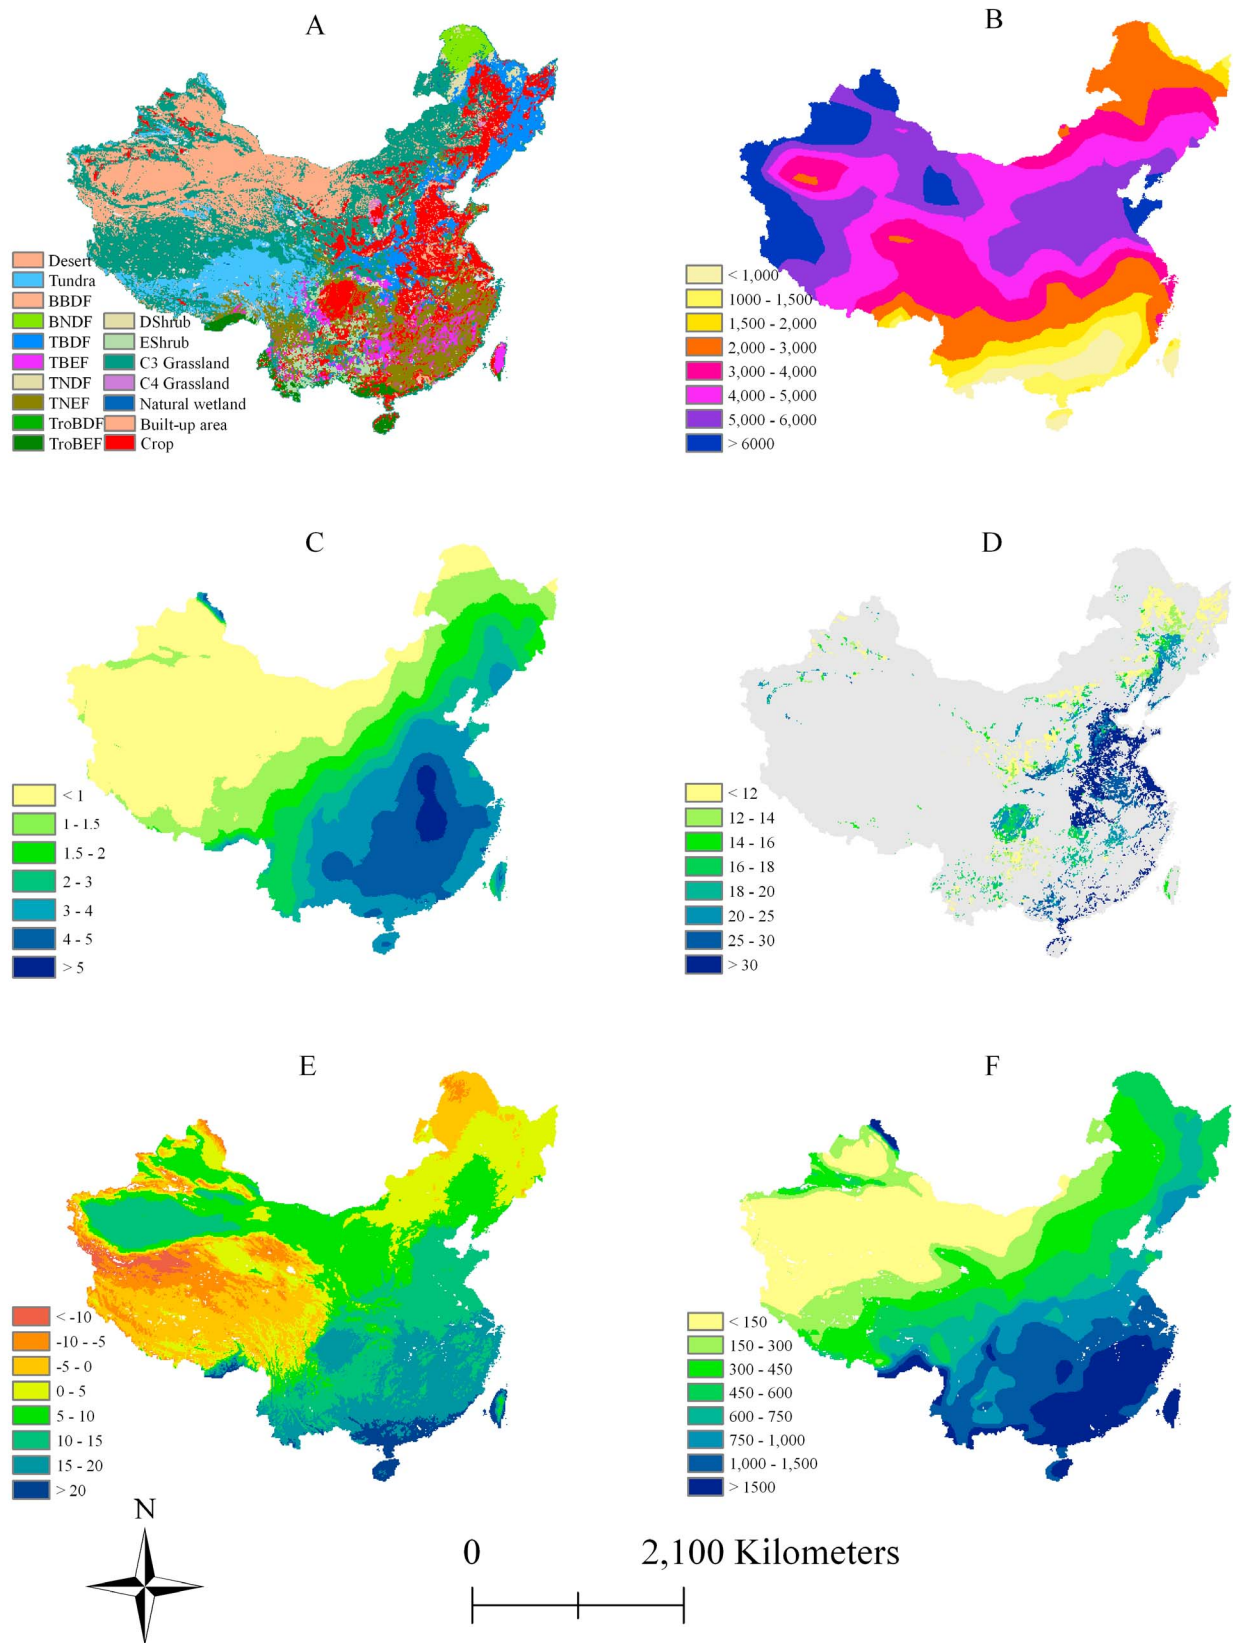 A
B
Desert
Tundra
BBDF
BNDF
DShrub
TBDF
EShrub
TBEF
C3 Grassland
TNDF
C4 Grassland
TNEF
Natural wetland
TroBDF
Built-up area
TroBEF
Crop
< 1,000
1000 - 1,500
1,500 - 2,000
2,000 - 3,000
3,000 - 4,000
4,000 - 5,000
5,000 - 6,000
> 6000
C
D
< 1
1 - 1.5
1.5 - 2
2 - 3
3 - 4
4 - 5
> 5
< 12
12 - 14
14 - 16
16 - 18
18 - 20
20 - 25
25 - 30
> 30
E
F
< -10
-10 - -5
-5 - 0
0 - 5
5 - 10
10 - 15
15 - 20
> 20
< 150
150 - 300
300 - 450
450 - 600
600 - 750
750 - 1,000
1,000 - 1,500
> 1500
N
0 2,100 Kilometers